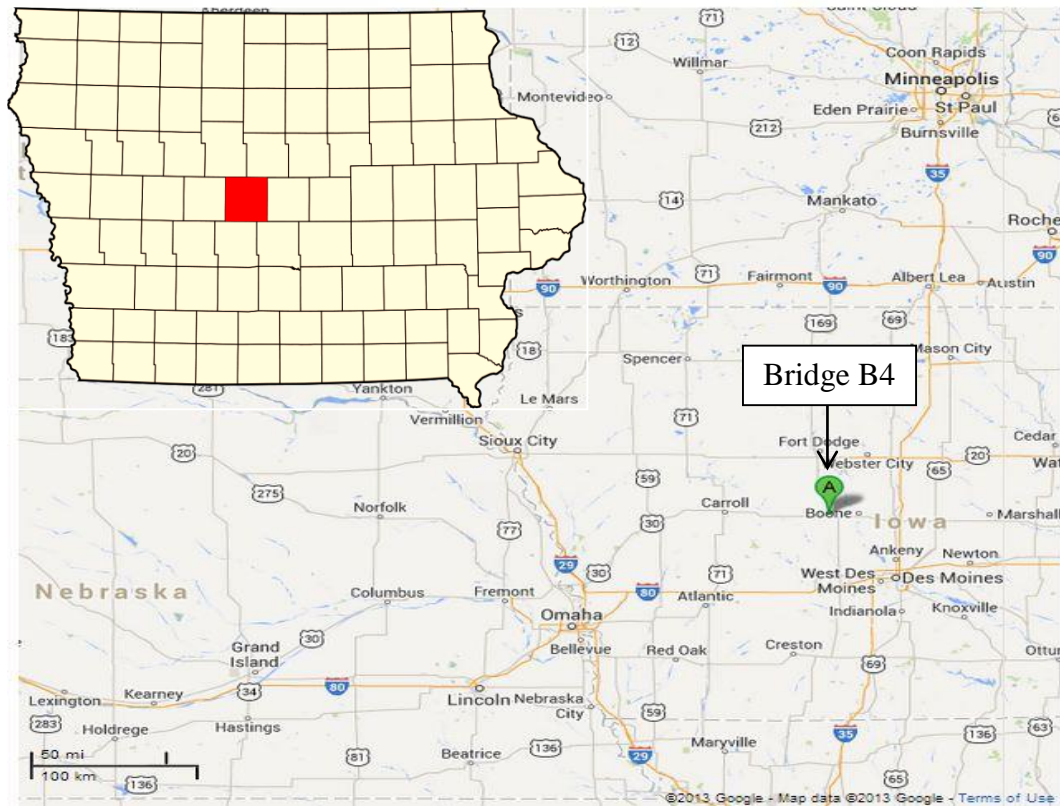 Aberdeen
Saint Cloud
71
12
Willmar
Coon Rapids
Minneapolis
Montevideo
Eden Prairie
St Paul
212
Burnsville
35
14
Mankato
Roche
90
71
Worthington
Fairmont
Albert Lea
Austin
90
90
169
69
183
18
Spencer
Mason City
Bridge B4
281
Yankton
Le Mars
71
Vermillion
Sioux City
Fort Dodge
Cedar
20
20
Webster City
Wat
65
59
A
275
Norfolk
Carroll
Boone
Marshall
30
Iowa
77
Ankeny
Newton
29
30
71
West Des
Moines
Des Moines
Nebraska
Columbus
Fremont
80
Atlantic
Omaha
Indianola
Knoxville
Bellevue
Red Oak
Creston
Ottur
30
Grand
Island
69
80
34
Lincoln
Nebraska
City
Lexington
Kearney
Hastings
59
283
Holdrege
136
63
35
50 mi
81
Beatrice
136
Maryville
29
100 km
136
65
©2013 Google - Map data ©2013 Google - Terms of Use